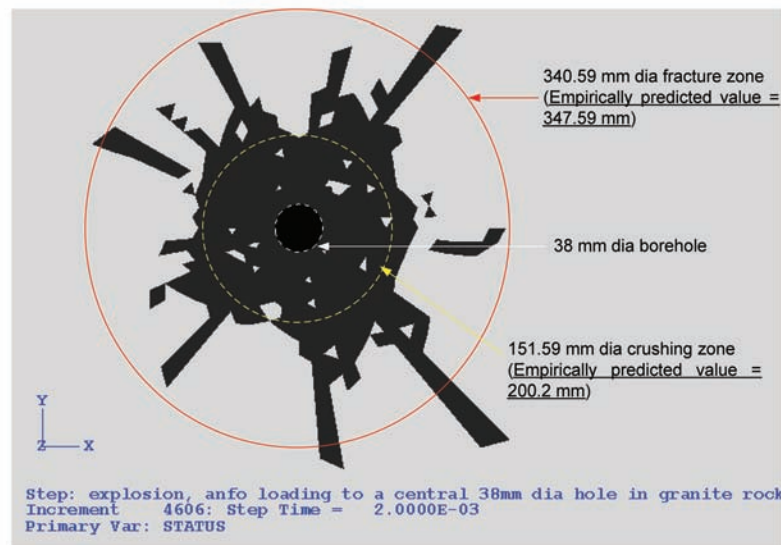 340.59 mm dia fracture zone
(Empirically predicted value =
347.59 mm)
38 mm dia borehole
151.59 mm dia crushing zone
(Empirically predicted value =
200.2 mm)
Y
Z X
Step: explosion, anfo loading to a central 38mm dia hole in granite rock
Increment 4606: Step Time = 2.0000E-03
Primary Var: STATUS